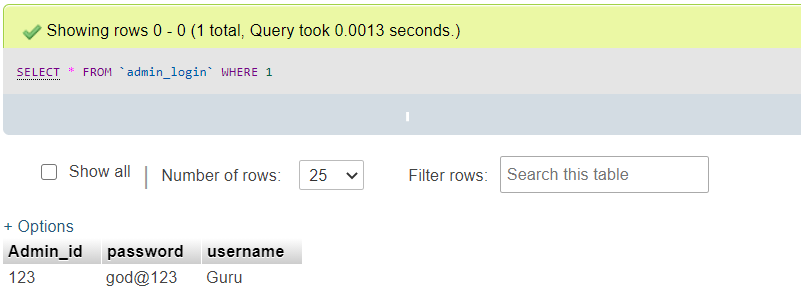 Showing rows 0 - 0 (1 total, Query took 0.0013 seconds.)
SELECT * FROM `admin_login` WHERE 1
Show all | Number of rows: 25 Filter rows: Search this table
+ Options
Admin_id password username
123 god@123 Guru